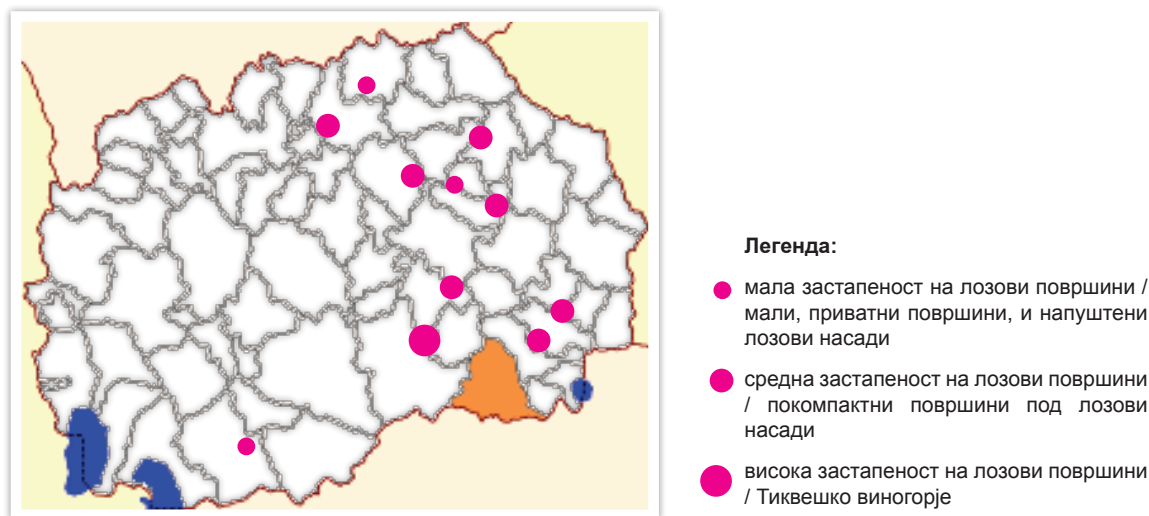 Легенда:
мала застапеност на лозови површини /
мали, приватни површини, и напуштени
лозови насади
средна застапеност на лозови површини
/ покомпактни површини под лозови
насади
висока застапеност на лозови површини
/ Тиквешко виногорје